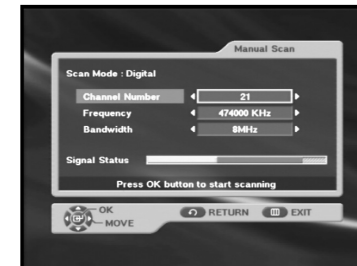 Manual Scan
Scan Mode : Digital
Channel Number 21
Frequency 474000 KHz
Bandwidth 8MHz
Signal Status
Press OK button to start scanning
OK
MOVE
RETURN EXIT